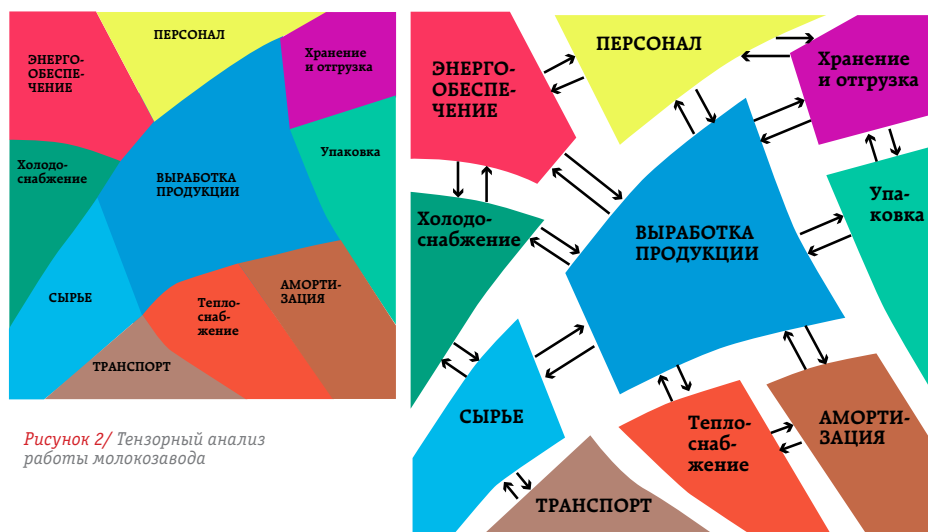 ПЕРСОНАЛ
ЭНЕРГО-
ОБЕСПЕ-
ЧЕНИЕ
Хранение
и отгрузка
Холодо-
снабжение
ВЫРАБОТКА
ПРОДУКЦИИ
Упаковка
СЫРЬЕ
Тепло-
снаб-
жение
АМОРТИ-
ЗАЦИЯ
ТРАНСПОРТ
Рисунок 2/ Тензорный анализ
работы молокозавода
ПЕРСОНАЛ
ЭНЕРГО-
ОБЕСПЕ-
ЧЕНИЕ
Хранение
и отгрузка
Холодо-
снабжение
ВЫРАБОТКА
ПРОДУКЦИИ
Упа-
ковка
СЫРЬЕ
Тепло-
снаб-
жение
АМОРТИ-
ЗАЦИЯ
ТРАНСПОРТ